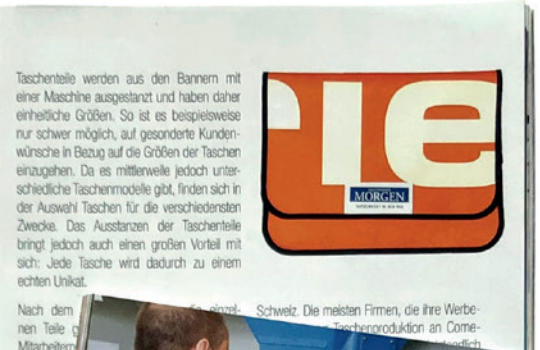 Taschenteile werden aus den Bannern mit
einer Maschine ausgestanzt und haben daher
einheitliche Größen. So ist es beispielsweise
nur schwer möglich, auf gesonderte Kunden-
wünsche in Bezug auf die Größen der Taschen
einzugehen. Da es mittlerweile jedoch unter-
schiedliche Taschenmodelle gibt, finden sich in
der Auswahl Taschen für die verschiedensten
Zwecke. Das Ausstanzen der Taschenteile
bringt jedoch auch einen großen Vorteil mit
sich: Jede Tasche wird dadurch zu einem
echten Unikat.
Nach dem
nen Teile
ie
MORGEN
Schweiz. Die meisten Firmen, die ihre Werbe-
Taschenproduktion an Come-